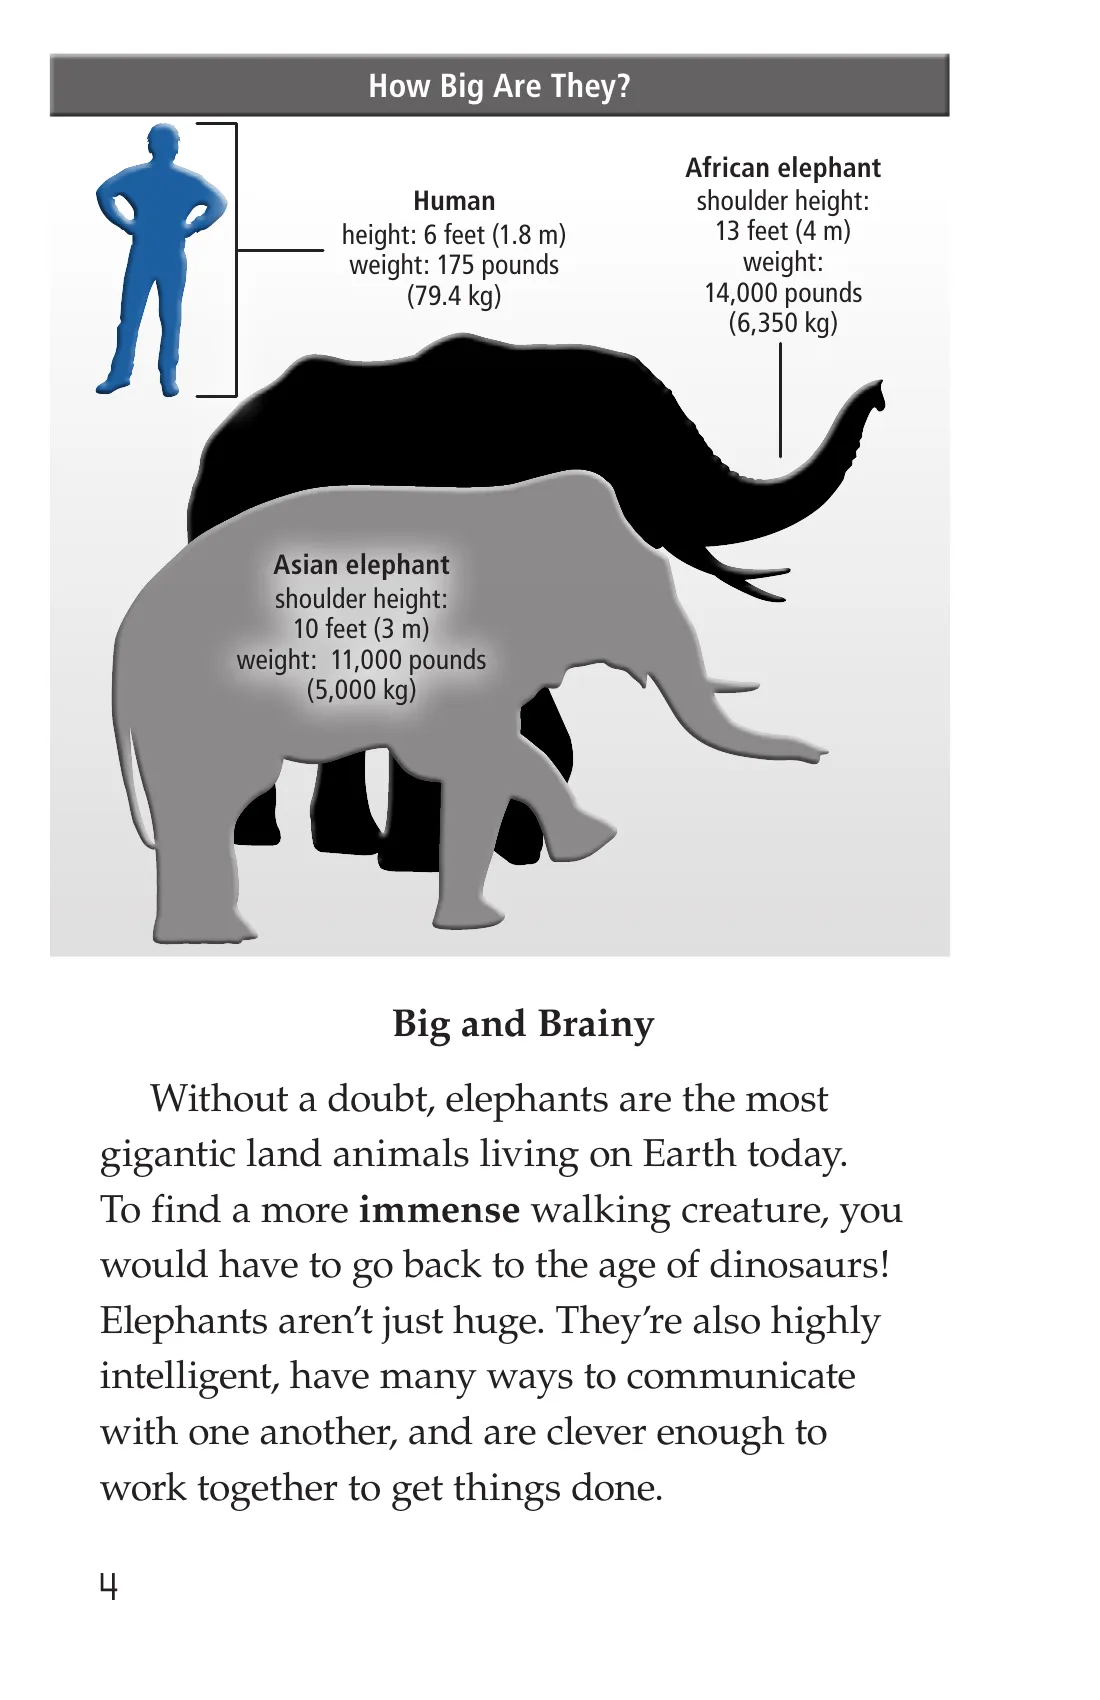 How Big Are They?
Human
height: 6 feet (1.8 m)
weight: 175 pounds
(79.4 kg)
African elephant
shoulder height:
13 feet (4 m)
weight:
14,000 pounds
(6,350 kg)
Asian elephant
shoulder height:
10 feet (3 m)
weight:  11,000 pounds
(5,000 kg)
Big and Brainy
Without a doubt, elephants are the most
gigantic land animals living on Earth today.
To find a more immense walking creature, you
would have to go back to the age of dinosaurs!
Elephants aren’t just huge. They’re also highly
intelligent, have many ways to communicate
with one another, and are clever enough to
work together to get things done.
4